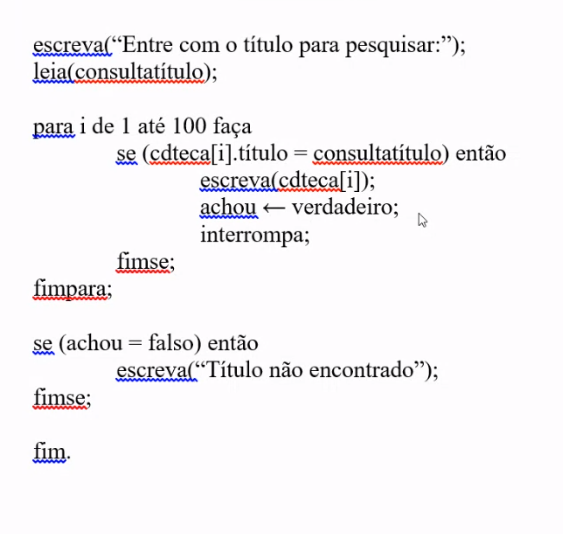 escreva(“Entre com o título para pesquisar:”);
leia(consultatítulo);
para i de 1 até 100 faça
se (cdteca[i].título = consultatítulo) então
escreva(cdteca[i]);
achou ← verdadeiro;
interrompa;
fimse;
fimpara;
se (achou = falso) então
escreva(“Título não encontrado”);
fimse;
fim.